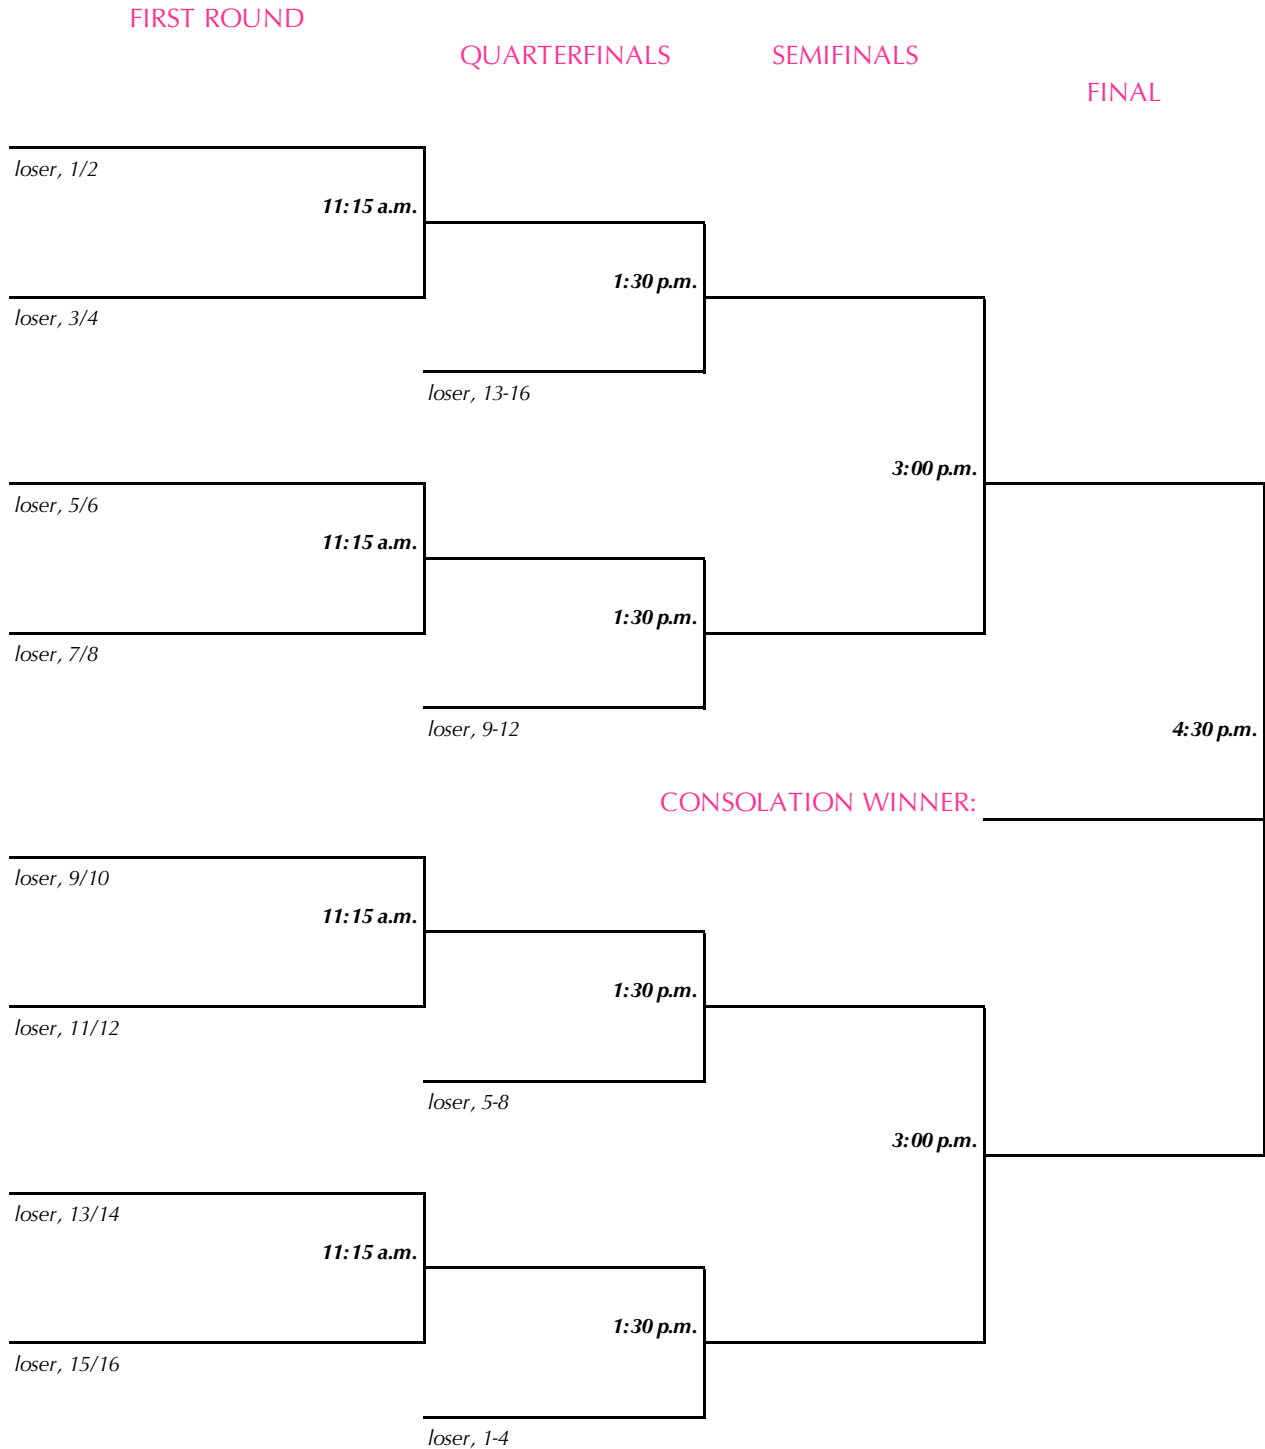 FIRST ROUND
QUARTERFINALS SEMIFINALS
FINAL
loser, 1/2
11:15 a.m.
1:30 p.m.
loser, 3/4
loser, 13-16
3:00 p.m.
loser, 5/6
11:15 a.m.
1:30 p.m.
loser, 7/8
loser, 9-12
4:30 p.m.
CONSOLATION WINNER:
loser, 9/10
11:15 a.m.
1:30 p.m.
loser, 11/12
loser, 5-8
3:00 p.m.
loser, 13/14
11:15 a.m.
1:30 p.m.
loser, 15/16
loser, 1-4